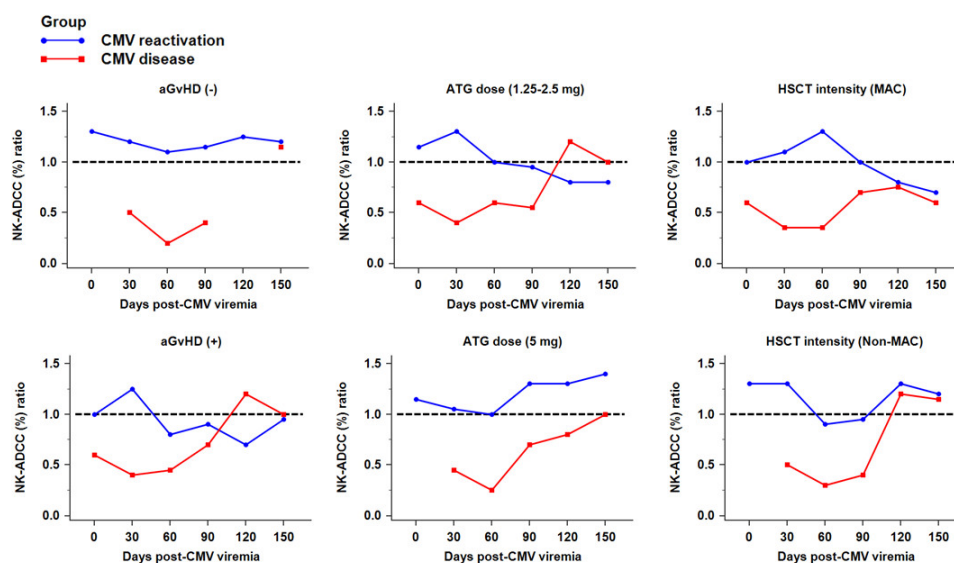 Group
CMV reactivation
CMV disease
aGvHD (-)
NK-ADCC (%) ratio
1.5
1.0
0.5
0.0
0 30 60 90 120 150
Days post-CMV viremia
ATG dose (1.25-2.5 mg)
NK-ADCC (%) ratio
1.5
1.0
0.5
0.0
0 30 60 90 120 150
Days post-CMV viremia
HSCT intensity (MAC)
NK-ADCC (%) ratio
1.5
1.0
0.5
0.0
0 30 60 90 120 150
Days post-CMV viremia
aGvHD (+)
NK-ADCC (%) ratio
1.5
1.0
0.5
0.0
0 30 60 90 120 150
Days post-CMV viremia
ATG dose (5 mg)
NK-ADCC (%) ratio
1.5
1.0
0.5
0.0
0 30 60 90 120 150
Days post-CMV viremia
HSCT intensity (Non-MAC)
NK-ADCC (%) ratio
1.5
1.0
0.5
0.0
0 30 60 90 120 150
Days post-CMV viremia